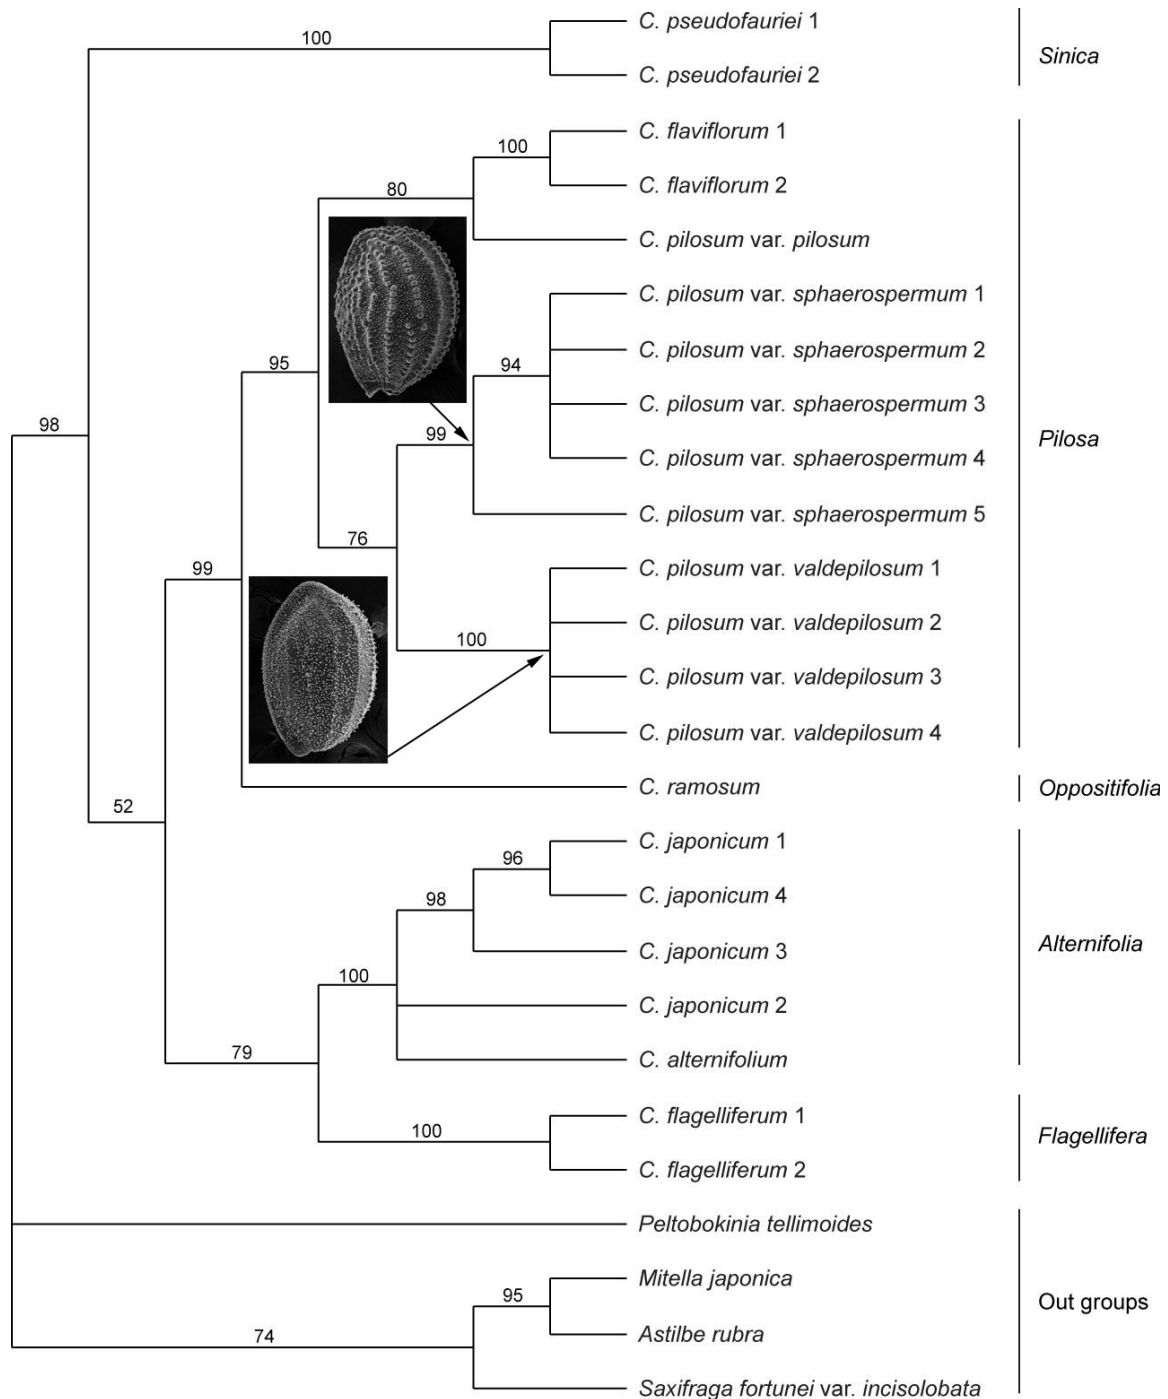 100
C. pseudofauriei 1
C. pseudofauriei 2
Sinica
C. flaviflorum 1
100
C. flaviflorum 2
80
C. pilosum var. pilosum
C. pilosum var. sphaerospermum 1
C. pilosum var. sphaerospermum 2
95
94
C. pilosum var. sphaerospermum 3
98
99
Pilosa
C. pilosum var. sphaerospermum 4
C. pilosum var. sphaerospermum 5
76
99
C. pilosum var. valdepilosum 1
C. pilosum var. valdepilosum 2
100
C. pilosum var. valdepilosum 3
C. pilosum var. valdepilosum 4
C. ramosum
Oppositifolia
52
C. japonicum 1
96
C. japonicum 4
98
C. japonicum 3
Alternifolia
100
C. japonicum 2
79
C. alternifolium
C. flagelliferum 1
100
Flagellifera
C. flagelliferum 2
Peltobokinia tellimoides
Mitella japonica
95
Out groups
74
Astilbe rubra
Saxifraga fortunei var. incisolobata